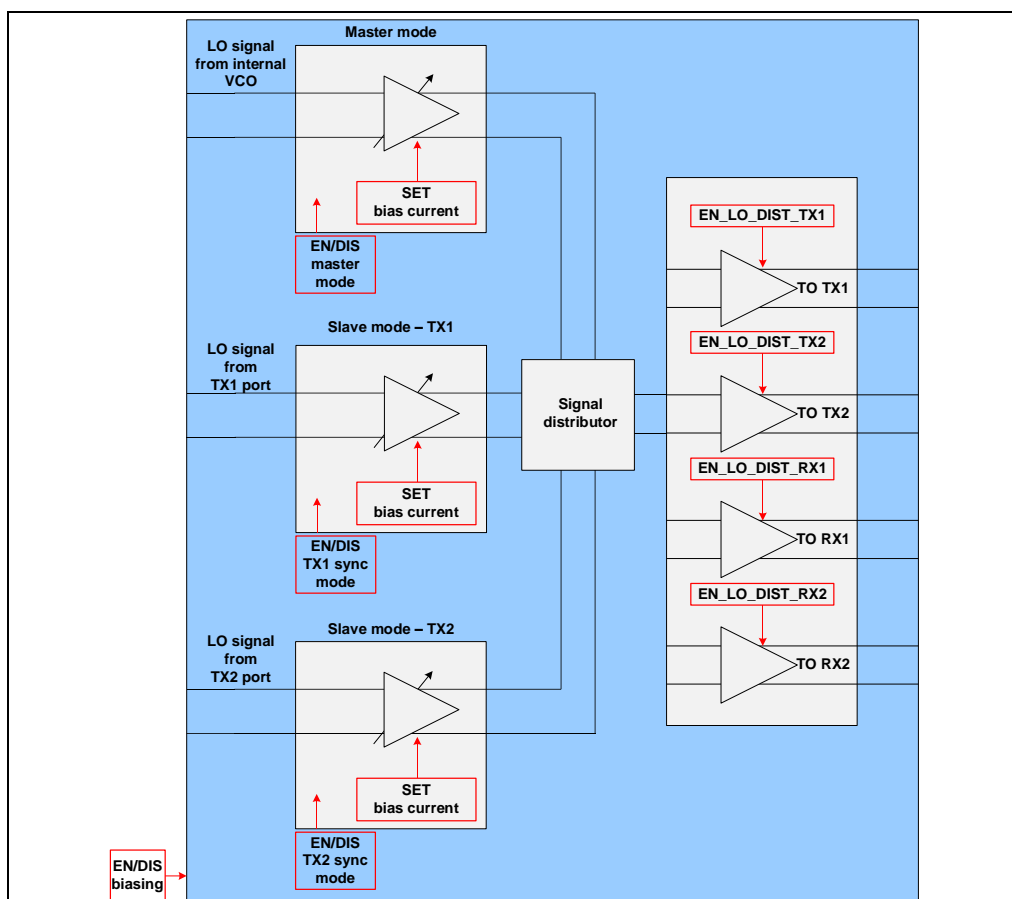 Master mode
LO signal
from internal
VCO
SET
bias current
EN/DIS
master
mode
EN_LO_DIST_TX1
TO TX1
Slave mode – TX1
LO signal
from
TX1 port
SET
bias current
EN/DIS
TX1 sync
mode
Signal
distributor
EN_LO_DIST_TX2
TO TX2
EN_LO_DIST_RX1
TO RX1
EN_LO_DIST_RX2
TO RX2
Slave mode – TX2
LO signal
from
TX2 port
SET
bias current
EN/DIS
TX2 sync
mode
EN/DIS
biasing